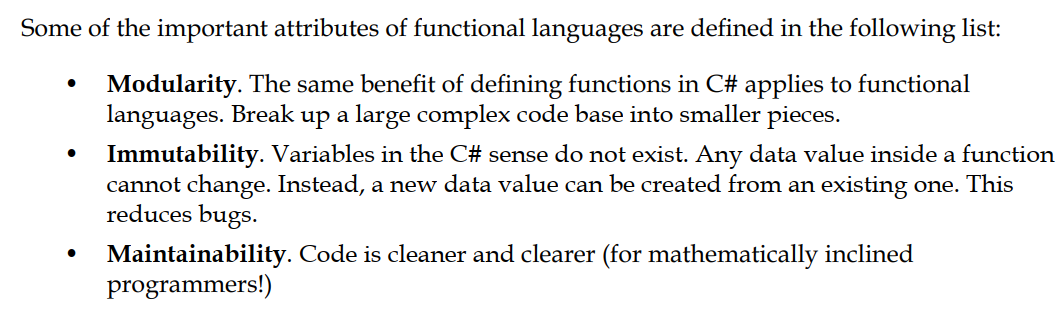 Some of the important attributes of functional languages are defined in the following list:
• Modularity. The same benefit of defining functions in C# applies to functional
languages. Break up a large complex code base into smaller pieces.
• Immutability. Variables in the C# sense do not exist. Any data value inside a function
cannot change. Instead, a new data value can be created from an existing one. This
reduces bugs.
• Maintainability. Code is cleaner and clearer (for mathematically inclined
programmers!)